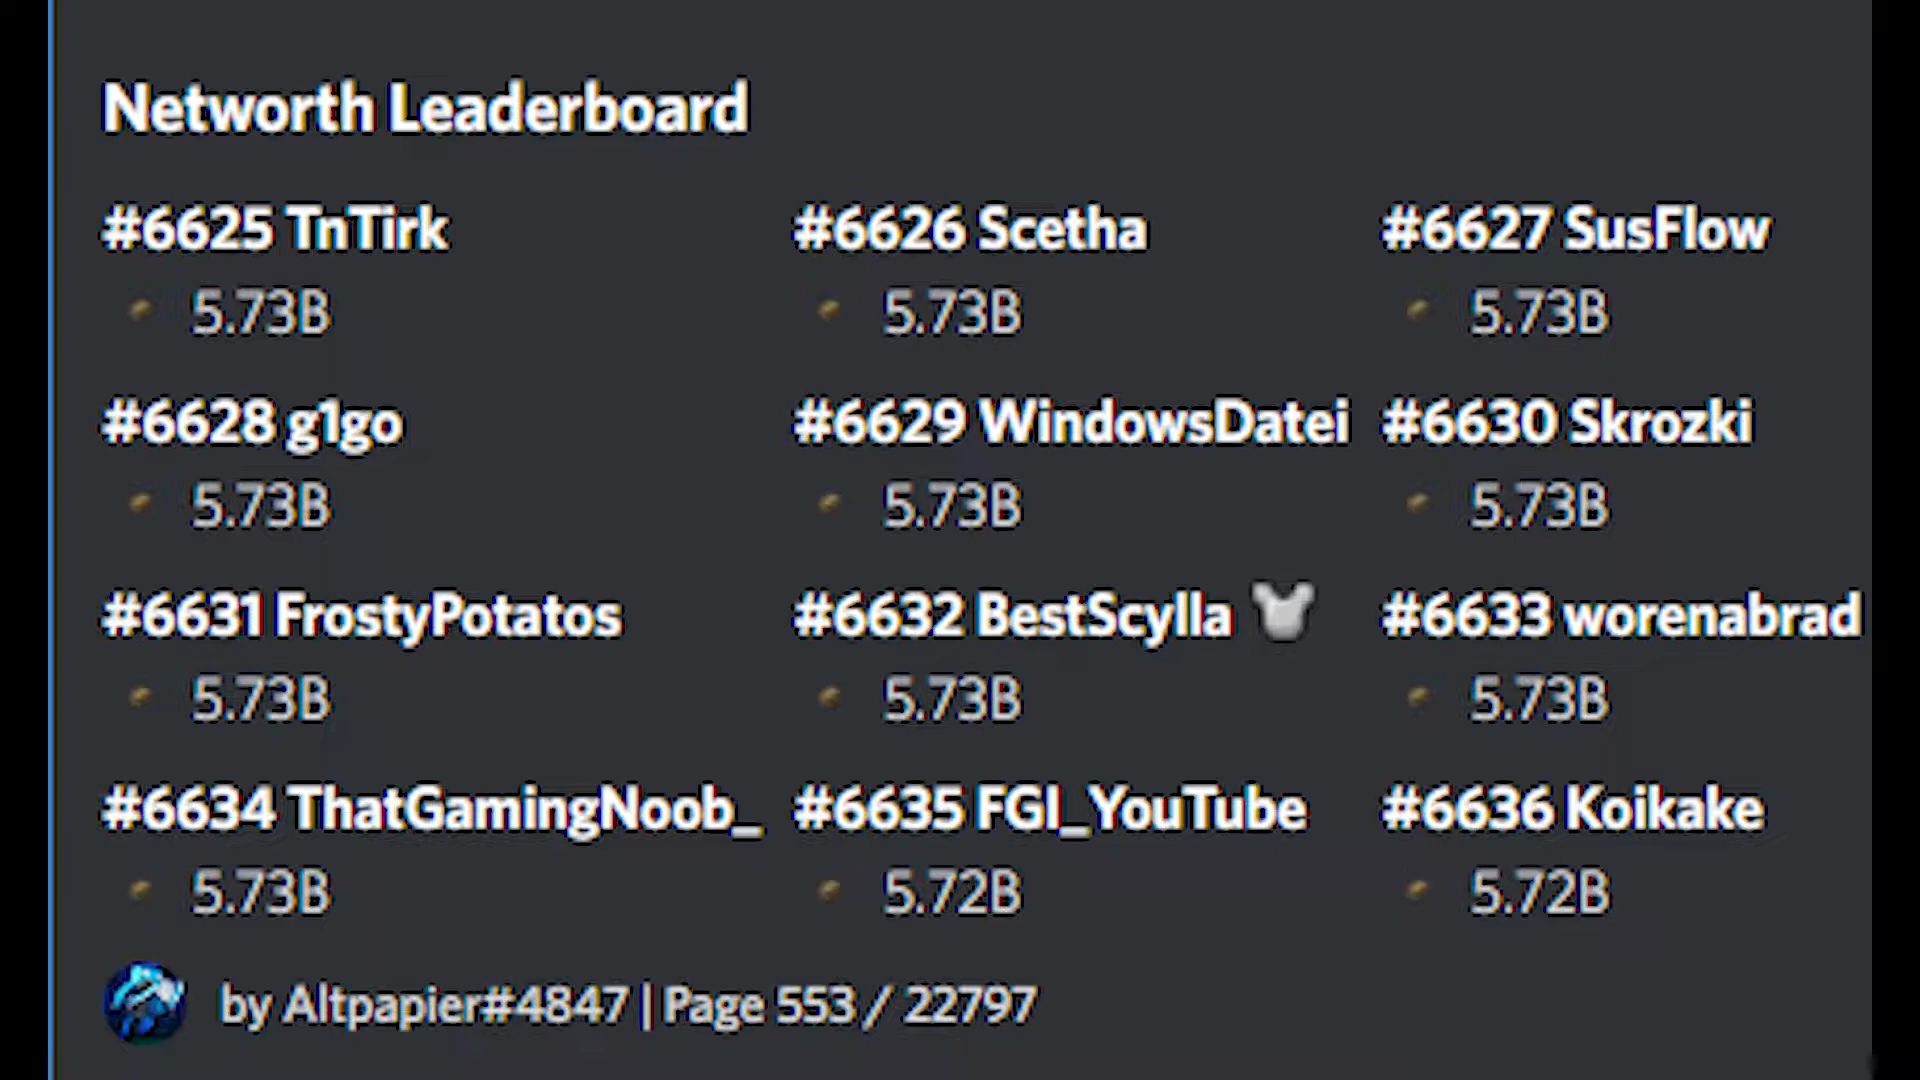 Networth Leaderboard
#6625 TnTirk #6626 Scetha #6627 SusFlow
5.73B 5.73B 5.73B
#6628 g1go #6629 WindowsDatei #6630 Skrozki
5.73B 5.73B 5.73B
#6631 FrostyPotatos #6632 BestScylla #6633 worenabrad
5.73B 5.73B 5.73B
#6634 ThatGamingNoob_ #6635 FGI_YouTube #6636 Koikake
5.73B 5.72B 5.72B
by Altpapier#4847 | Page 553 / 22797